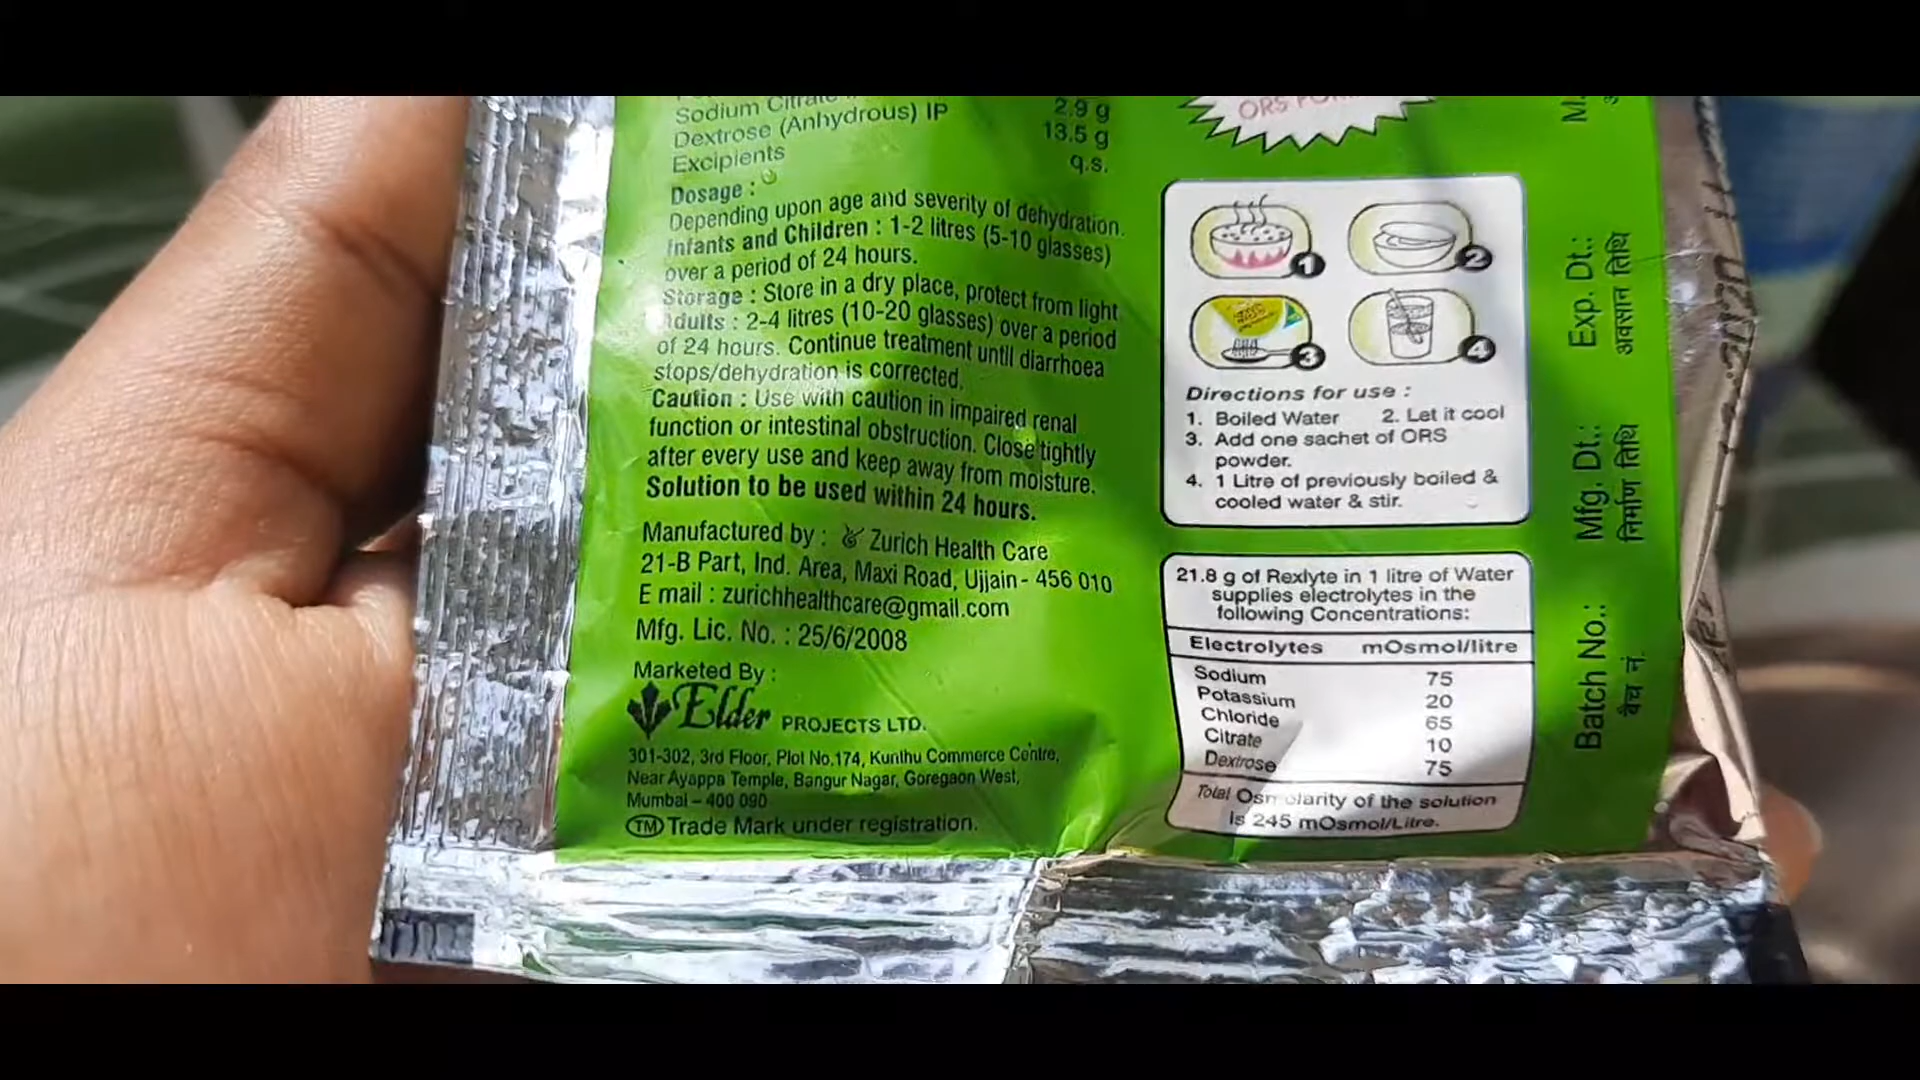 Sodium Citrate
2.9 g
Dextrose (Anhydrous) IP
13.5 g
Excipients
q.s.
Dosage :
Depending upon age and severity of dehydration.
Infants and Children : 1-2 litres (5-10 glasses)
over a period of 24 hours.
Storage : Store in a dry place, protect from light
Adults : 2-4 litres (10-20 glasses) over a period
of 24 hours. Continue treatment until diarrhoea
stops/dehydration is corrected.
Caution : Use with caution in impaired renal
function or intestinal obstruction. Close tightly
after every use and keep away from moisture.
Solution to be used within 24 hours.
Manufactured by : Zurich Health Care
21-B Part, Ind. Area, Maxi Road, Ujjain - 456 010
E mail : zurichhealthcare@gmail.com
Mfg. Lic. No. : 25/6/2008
Marketed By :
Elder PROJECTS LTD.
301-302, 3rd Floor, Plot No.174, Kunthu Commerce Centre,
Near Ayappa Temple, Bangur Nagar, Goregaon West,
Mumbai – 400 090
TM Trade Mark under registration.
ORS
1
2
3
4
Directions for use :
1. Boiled Water 2. Let it cool
3. Add one sachet of ORS
powder.
4. 1 Litre of previously boiled &
cooled water & stir.
21.8 g of Rexlyte in 1 litre of Water
supplies electrolytes in the
following Concentrations:
Electrolytes mOsmol/litre
Sodium 75
Potassium 20
Chloride 65
Citrate 10
Dextrose 75
Total Osmolarity of the solution
is 245 mOsmol/Litre.
Exp. Dt.:
अवसान तिथि
Mfg. Dt.:
निर्माण तिथि
Batch No.:
बैच नं.